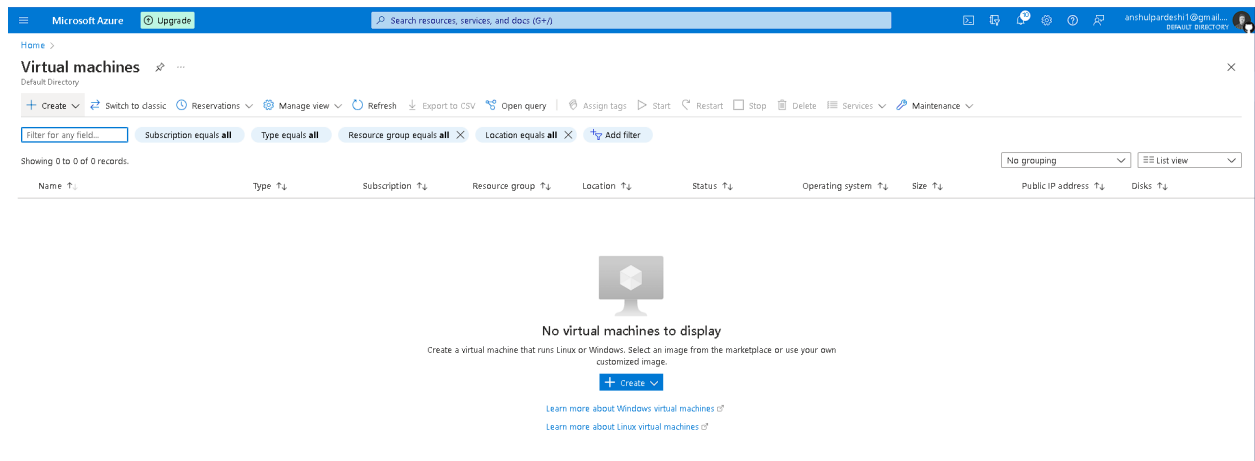 Microsoft Azure Upgrade Search resources, services, and docs (G+/) anshulpardeshi1@gmail....
DEFAULT DIRECTORY
Home >
Virtual machines ...
Default Directory
Create Switch to classic Reservations Manage view Refresh Export to CSV Open query Assign tags Start Restart Stop Delete Services Maintenance
Filter for any field... Subscription equals all Type equals all Resource group equals all Location equals all Add filter
Showing 0 to 0 of 0 records. No grouping List view
Name Type Subscription Resource group Location Status Operating system Size Public IP address Disks
No virtual machines to display
Create a virtual machine that runs Linux or Windows. Select an image from the marketplace or use your own
customized image.
Create
Learn more about Windows virtual machines
Learn more about Linux virtual machines